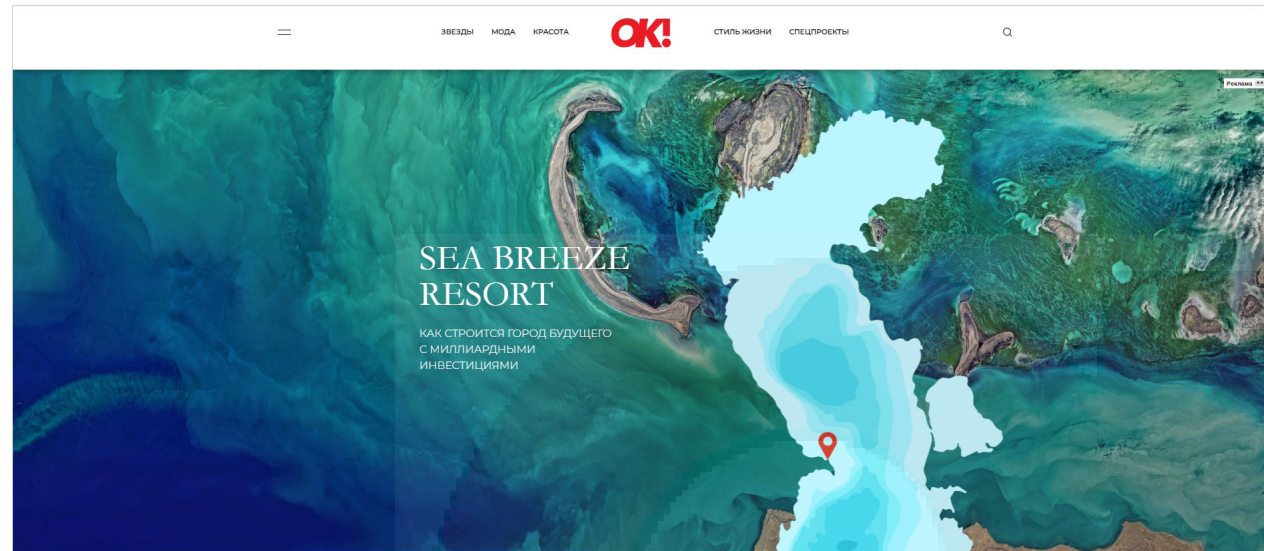 ЗВЕЗДЫ МОДА КРАСОТА OK! СТИЛЬ ЖИЗНИ СПЕЦПРОЕКТЫ
Реклама
SEA BREEZE
RESORT
КАК СТРОИТСЯ ГОРОД БУДУЩЕГО
С МИЛЛИАРДНЫМИ
ИНВЕСТИЦИЯМИ